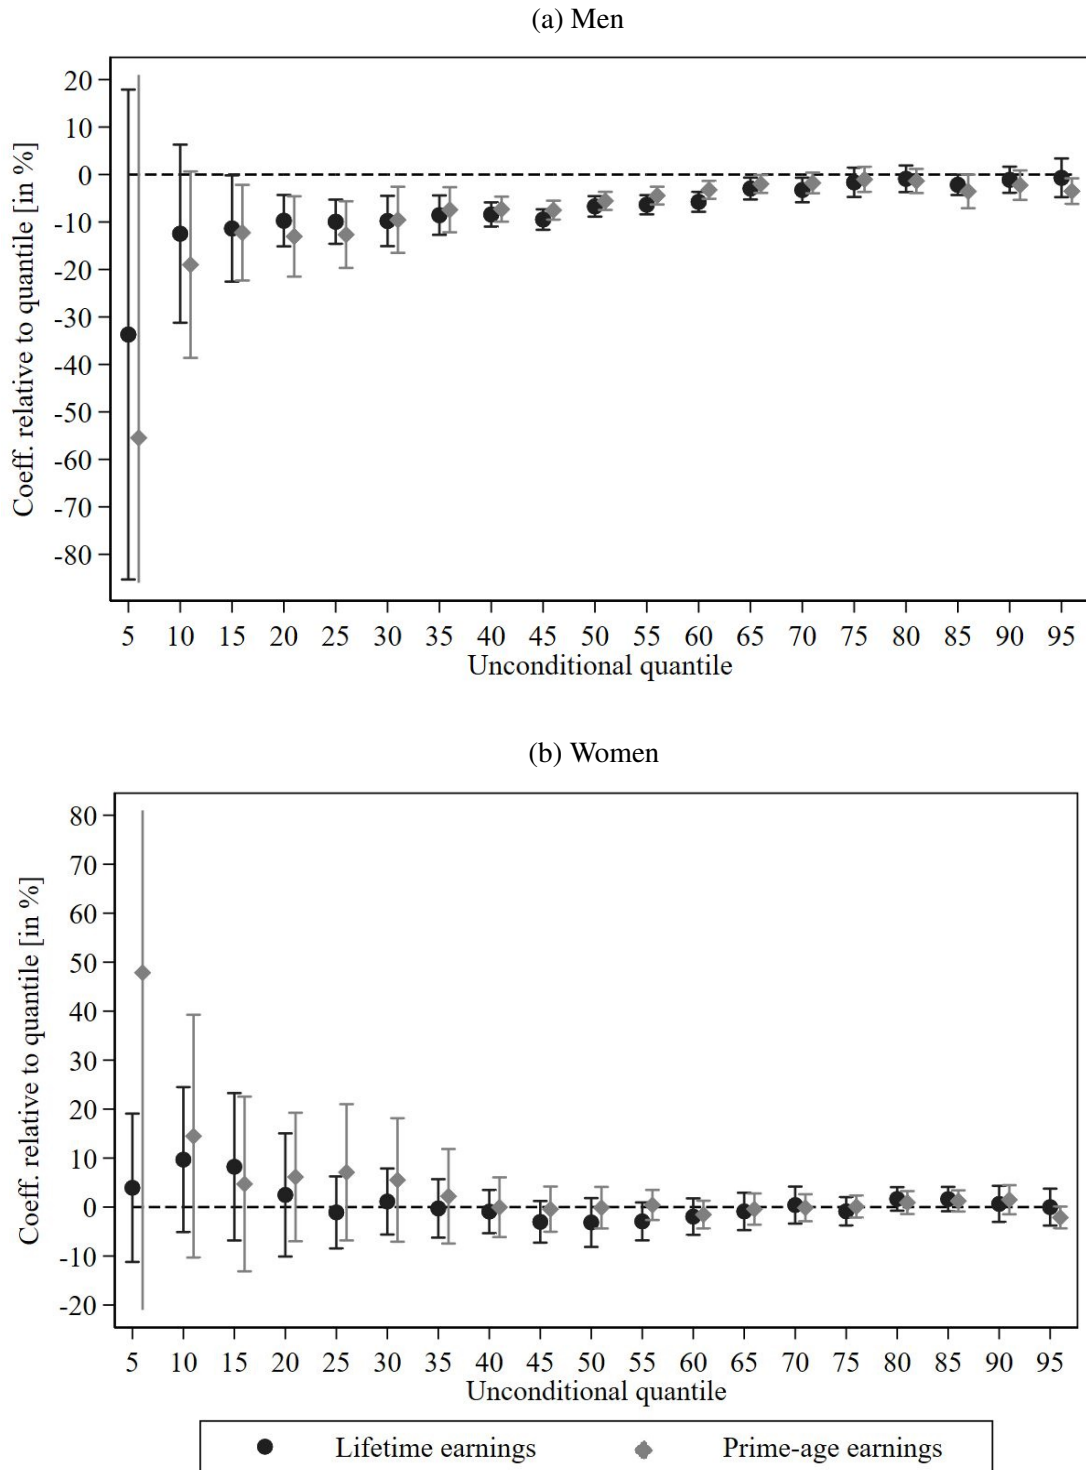 (a) Men
Coeff. relative to quantile [in %]
20
10
0
-10
-20
-30
-40
-50
-60
-70
-80
5 10 15 20 25 30 35 40 45 50 55 60 65 70 75 80 85 90 95
Unconditional quantile
(b) Women
Coeff. relative to quantile [in %]
80
70
60
50
40
30
20
10
0
-10
-20
5 10 15 20 25 30 35 40 45 50 55 60 65 70 75 80 85 90 95
Unconditional quantile
Lifetime earnings Prime-age earnings